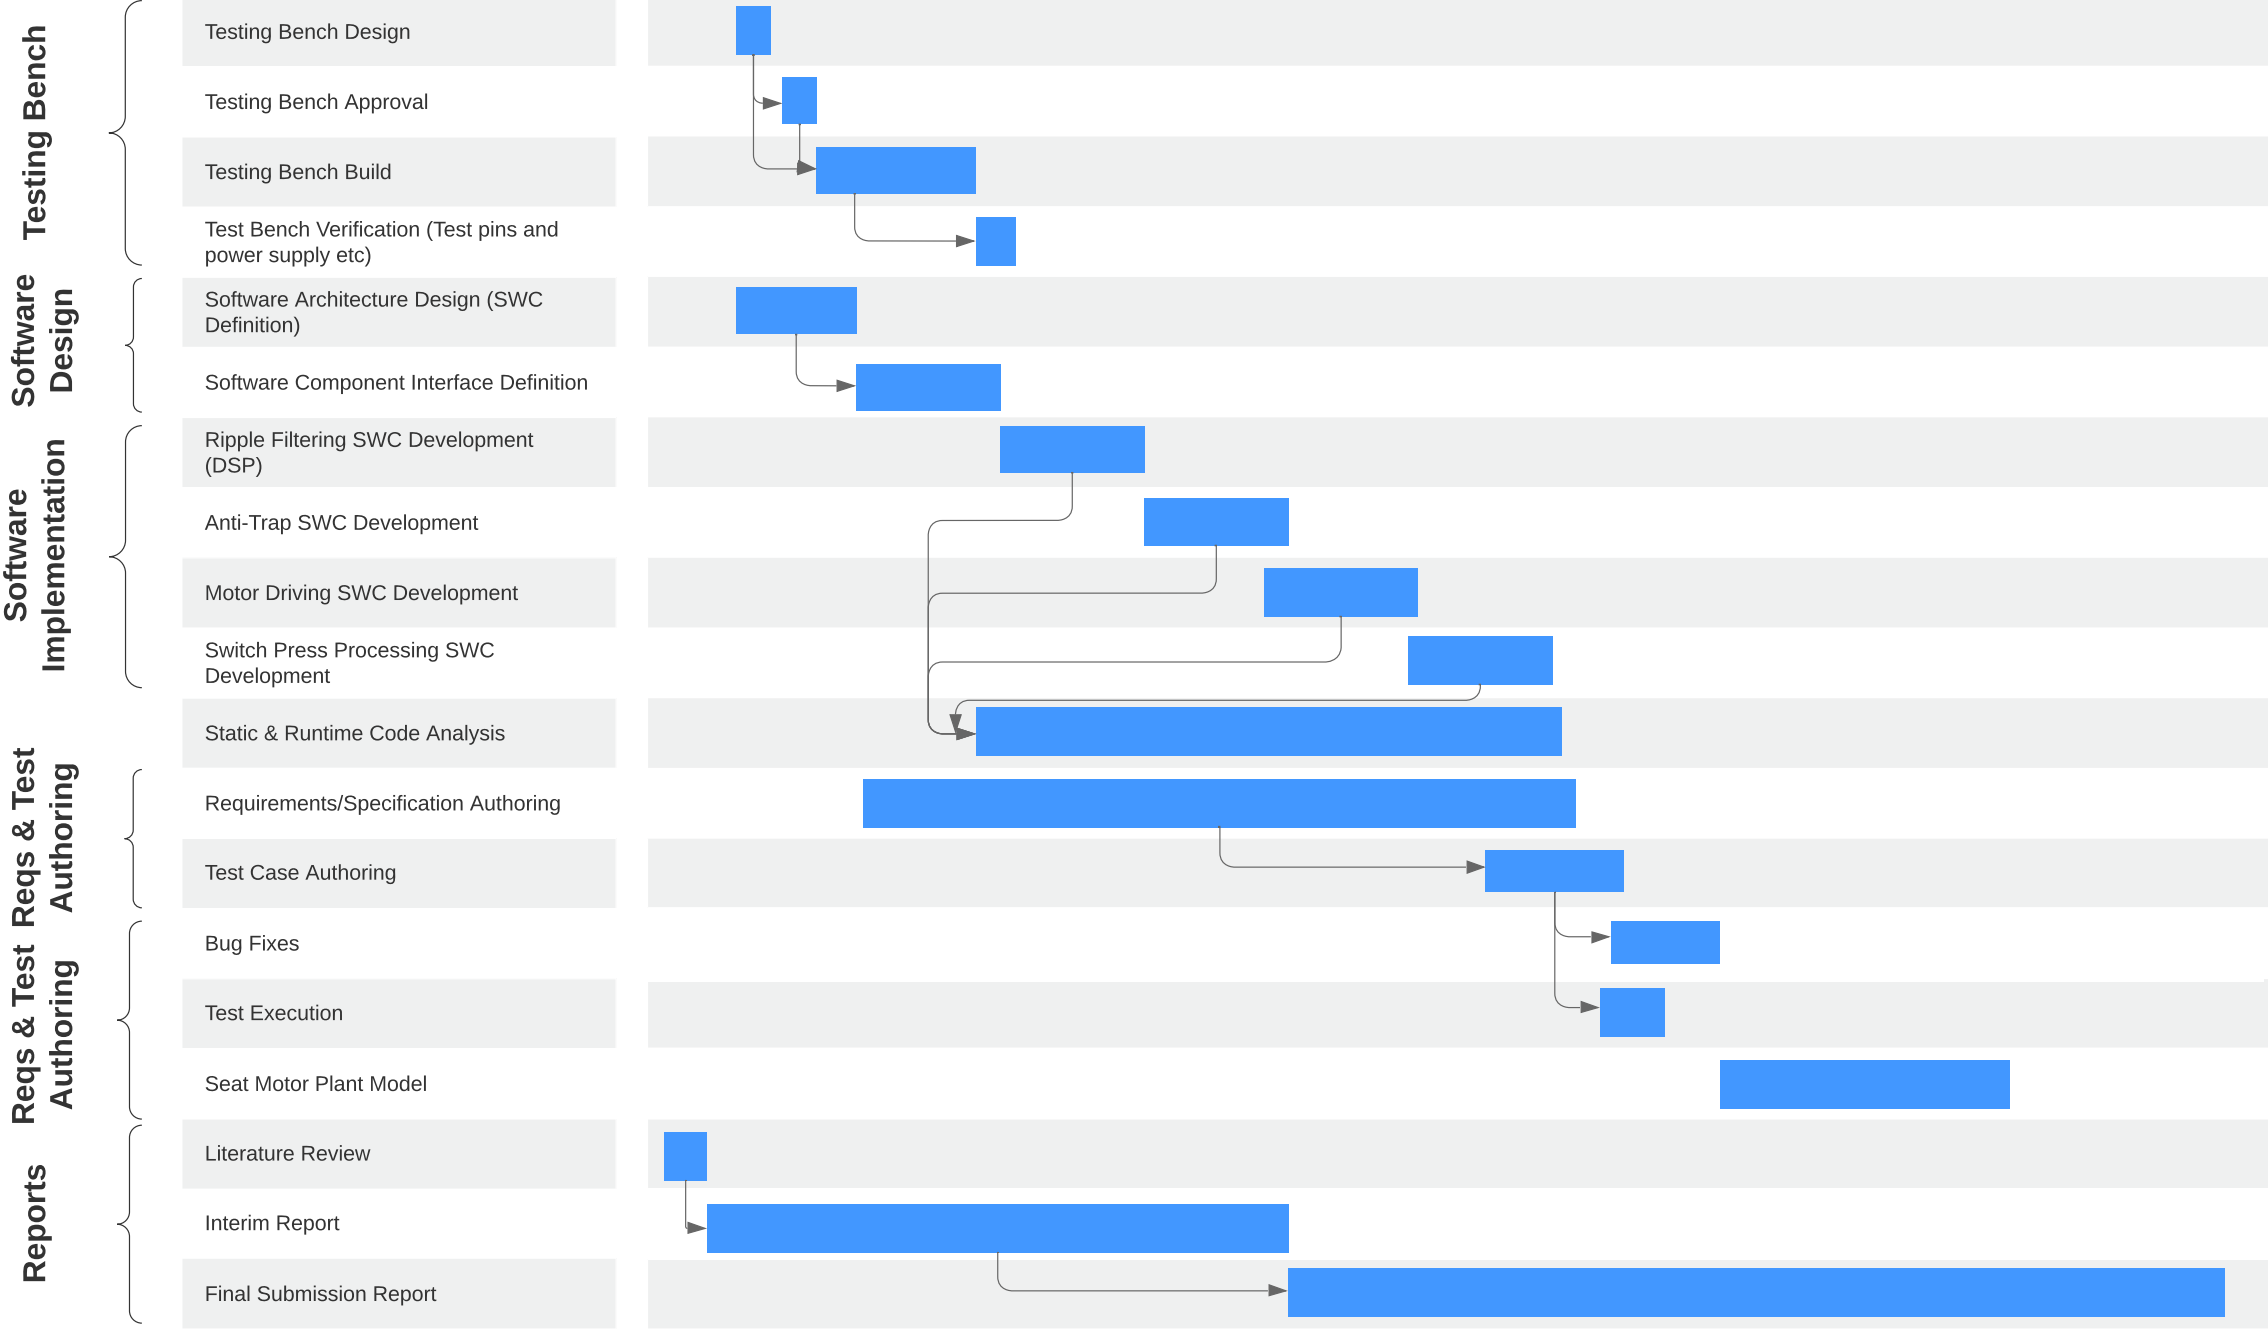 Testing Bench
Testing Bench Design
Testing Bench Approval
Testing Bench Build
Test Bench Verification (Test pins and
power supply etc)
Software
Design
Software Architecture Design (SWC
Definition)
Software Component Interface Definition
Software
Implementation
Ripple Filtering SWC Development
(DSP)
Anti-Trap SWC Development
Motor Driving SWC Development
Switch Press Processing SWC
Development
Static & Runtime Code Analysis
Reqs & Test
Authoring
Requirements/Specification Authoring
Test Case Authoring
Reqs & Test
Authoring
Bug Fixes
Test Execution
Seat Motor Plant Model
Reports
Literature Review
Interim Report
Final Submission Report